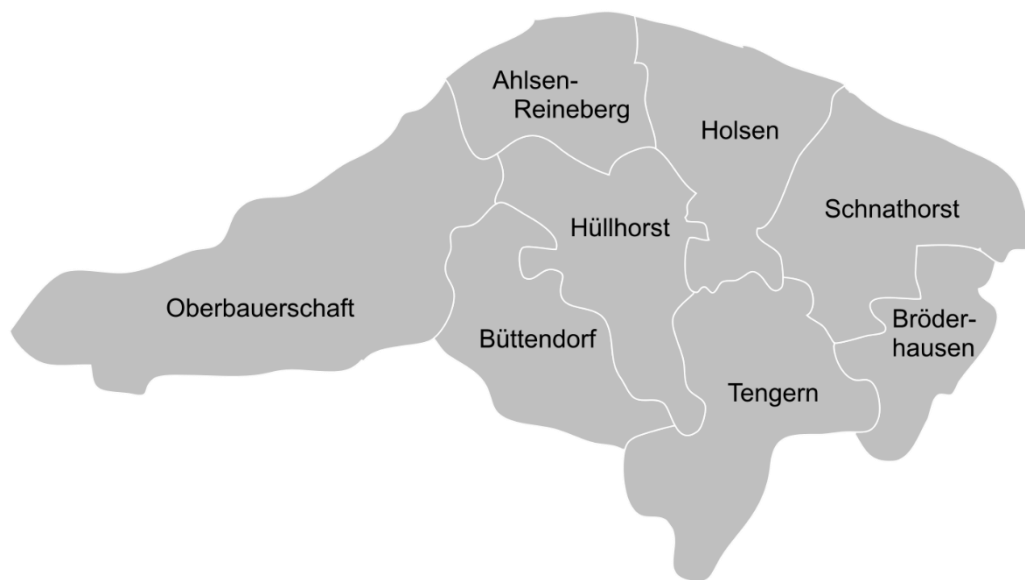 Ahlsen-
Reineberg
Holsen
Schnathorst
Hüllhorst
Oberbauerschaft
Büttendorf
Bröder-
hausen
Tengern